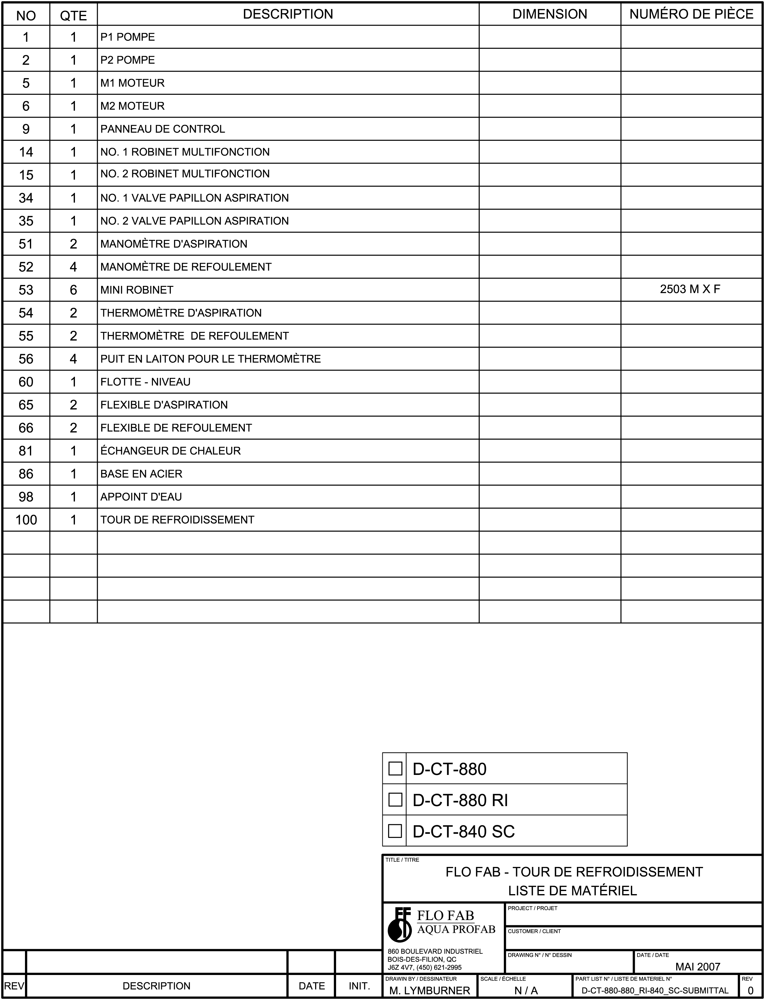 NO QTE DESCRIPTION DIMENSION NUMÉRO DE PIÈCE
1 1 P1 POMPE
2 1 P2 POMPE
5 1 M1 MOTEUR
6 1 M2 MOTEUR
9 1 PANNEAU DE CONTROL
14 1 NO. 1 ROBINET MULTIFONCTION
15 1 NO. 2 ROBINET MULTIFONCTION
34 1 NO. 1 VALVE PAPILLON ASPIRATION
35 1 NO. 2 VALVE PAPILLON ASPIRATION
51 2 MANOMÈTRE D'ASPIRATION
52 4 MANOMÈTRE DE REFOULEMENT
53 6 MINI ROBINET 2503 M X F
54 2 THERMOMÈTRE D'ASPIRATION
55 2 THERMOMÈTRE DE REFOULEMENT
56 4 PUIT EN LAITON POUR LE THERMOMÈTRE
60 1 FLOTTE - NIVEAU
65 2 FLEXIBLE D'ASPIRATION
66 2 FLEXIBLE DE REFOULEMENT
81 1 ÉCHANGEUR DE CHALEUR
86 1 BASE EN ACIER
98 1 APPOINT D'EAU
100 1 TOUR DE REFROIDISSEMENT
D-CT-880
D-CT-880 RI
D-CT-840 SC
TITLE / TITRE
FLO FAB - TOUR DE REFROIDISSEMENT
LISTE DE MATÉRIEL
FLO FAB
AQUA PROFAB
860 BOULEVARD INDUSTRIEL
BOIS-DES-FILION, QC
J6Z 4V7, (450) 621-2995
PROJECT / PROJET
CUSTOMER / CLIENT
DRAWING N° / N° DESSIN
DATE / DATE
MAI 2007
REV DESCRIPTION DATE INIT.
DRAWIN BY / DESSINATEUR
M. LYMBURNER
SCALE / ÉCHELLE
N / A
PART LIST N° / LISTE DE MATERIEL N°
D-CT-880-880_RI-840_SC-SUBMITTAL
REV
0